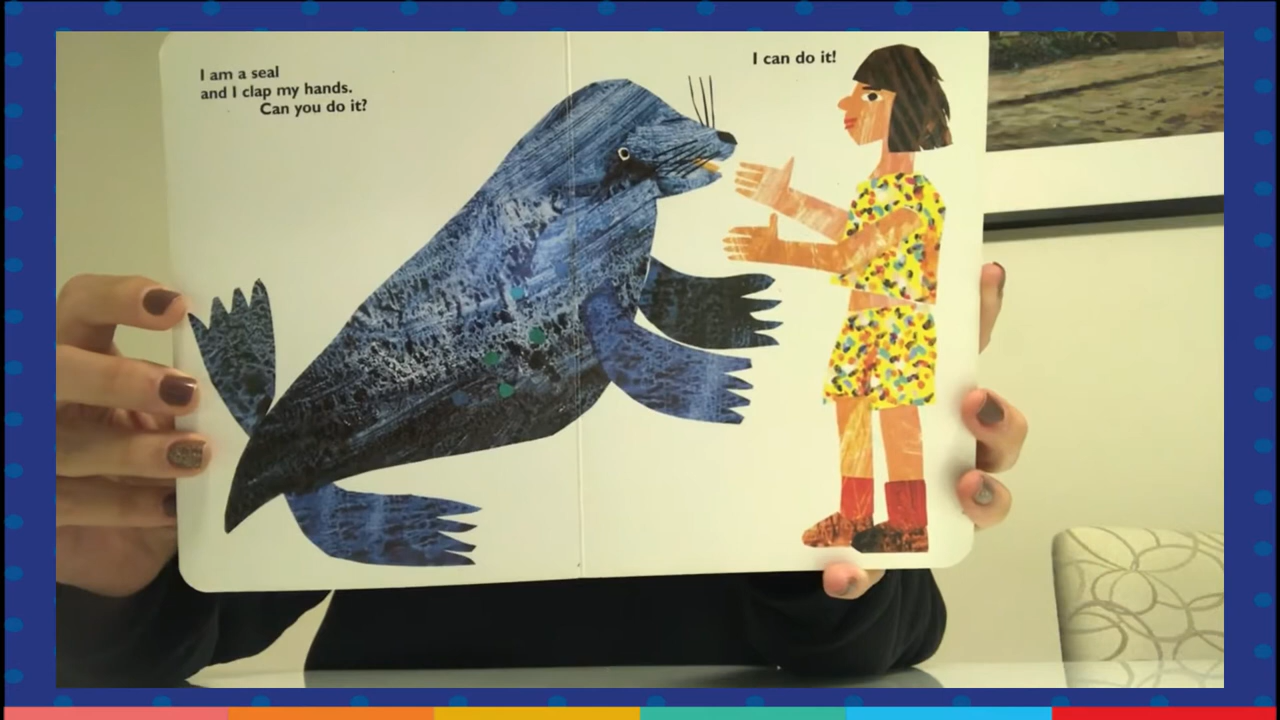 I am a seal
and I clap my hands.
Can you do it?
I can do it!